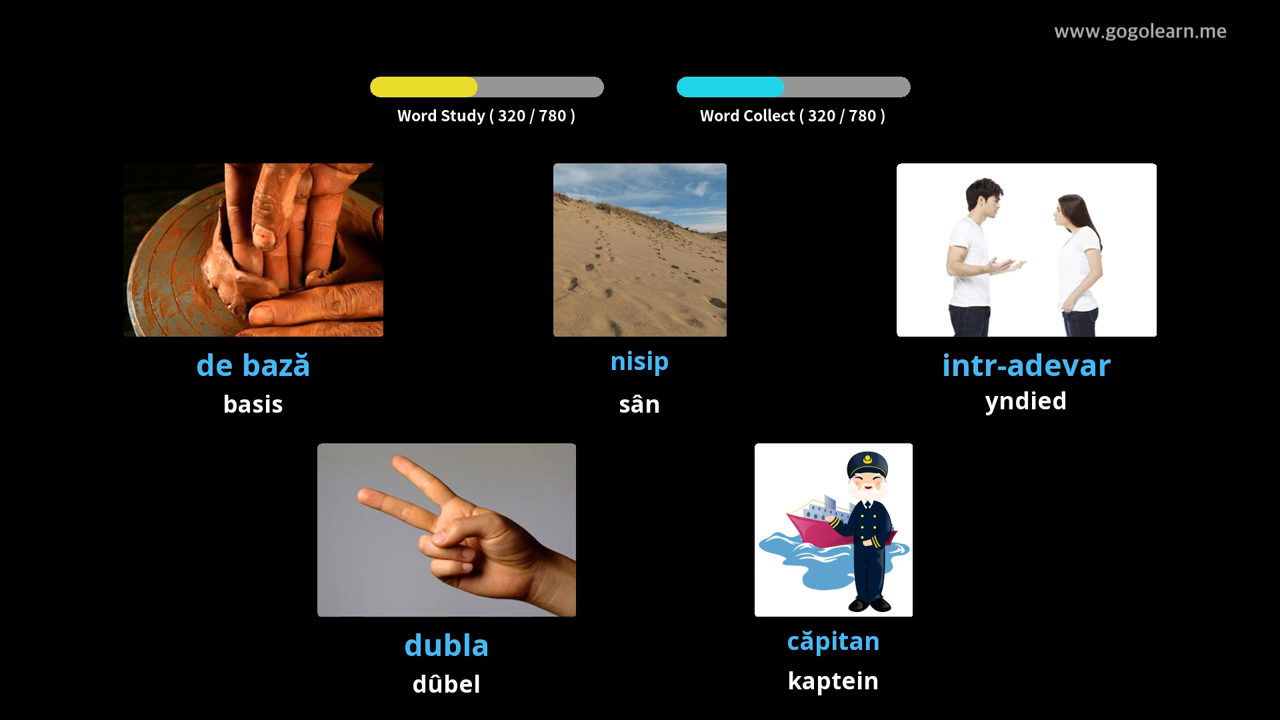 www.gogolearn.me
Word Study ( 320 / 780 )
Word Collect ( 320 / 780 )
de bază
basis
nisip
sân
intr-adevar
yndied
dubla
dûbel
căpitan
kaptein